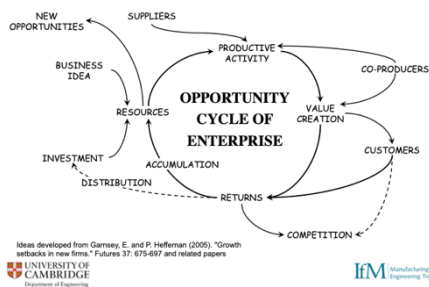 NEW
OPPORTUNITIES
SUPPLIERS
PRODUCTIVE
ACTIVITY
BUSINESS
IDEA
CO-PRODUCERS
OPPORTUNITY
CYCLE OF
ENTERPRISE
RESOURCES
VALUE
CREATION
CUSTOMERS
INVESTMENT
ACCUMULATION
DISTRIBUTION
RETURNS
COMPETITION
Ideas developed from Garnsey, E. and P. Heffernan (2005). "Growth
setbacks in new firms." Futures 37: 675-697 and related papers
UNIVERSITY OF
CAMBRIDGE
Department of Engineering
IfM
Manufacturing
Engineering